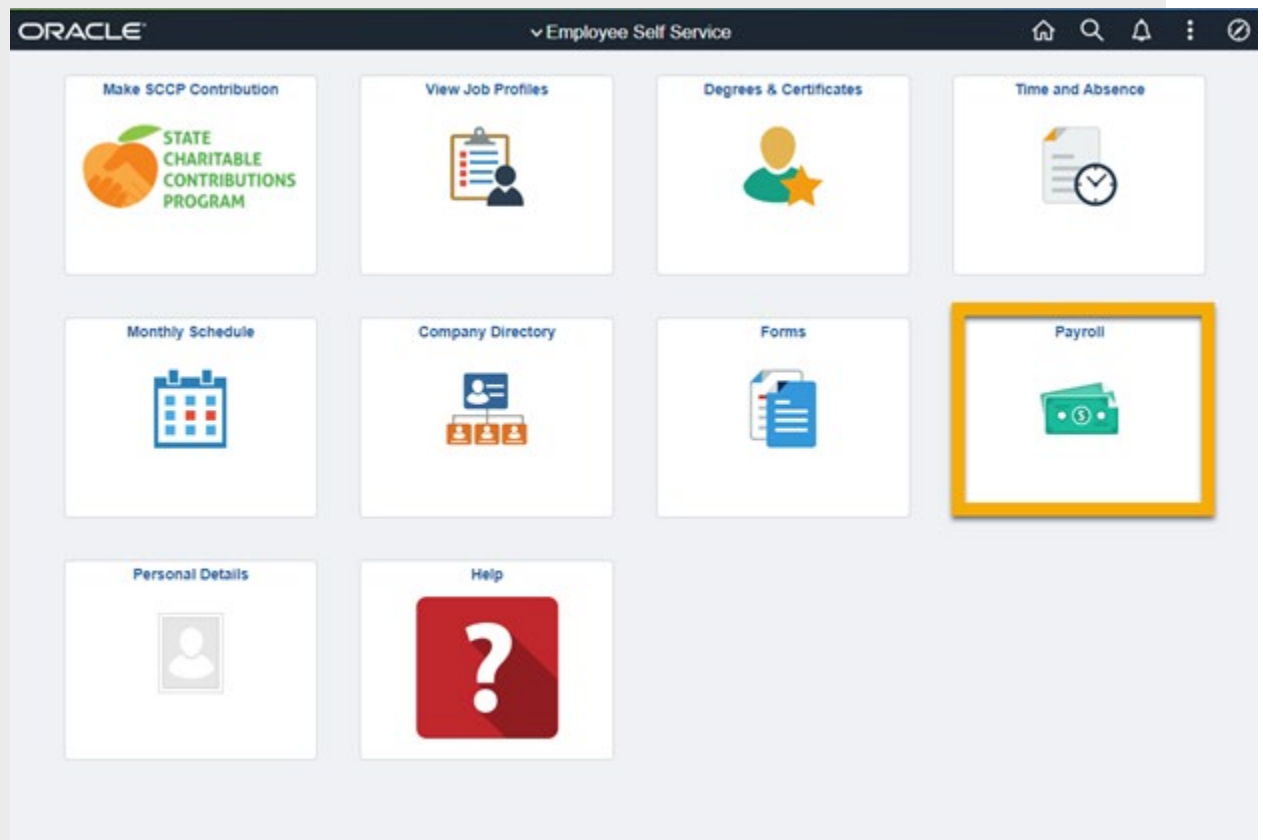 ORACLE
Employee Self Service
Make SCCP Contribution
STATE
CHARITABLE
CONTRIBUTIONS
PROGRAM
View Job Profiles
Degrees & Certificates
Time and Absence
Monthly Schedule
Company Directory
Forms
Payroll
$
Personal Details
Help
?